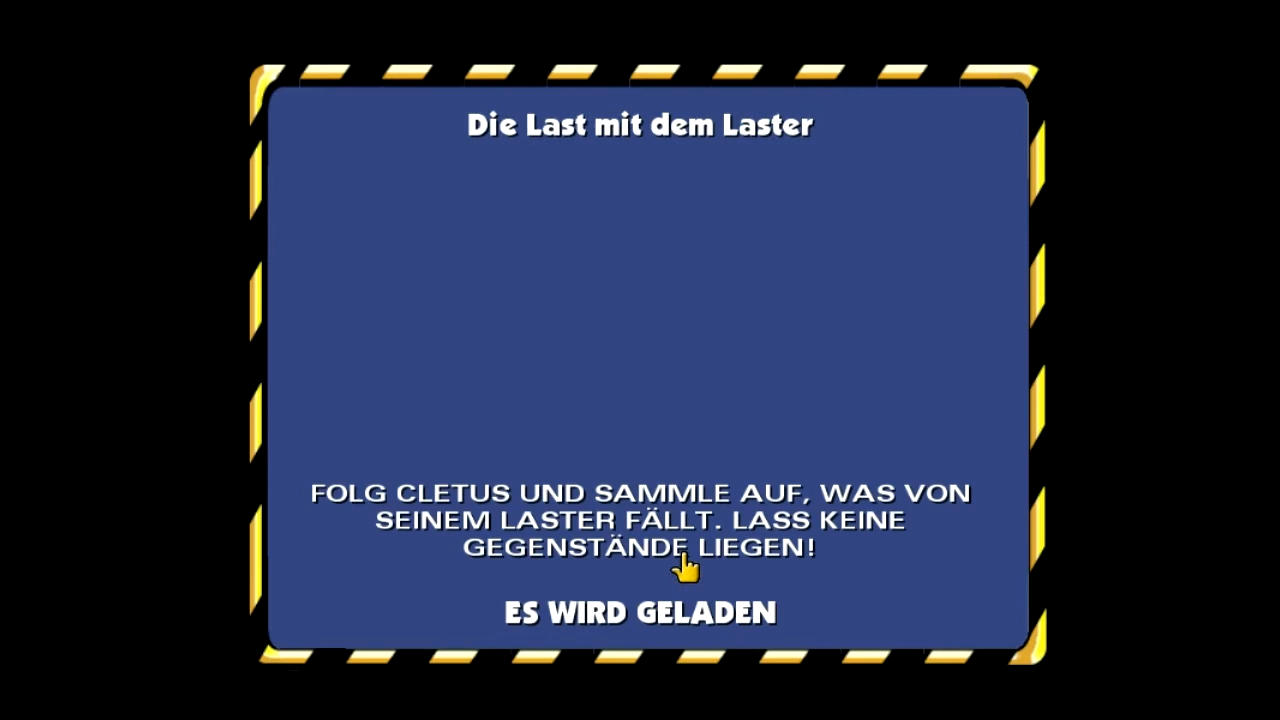 Die Last mit dem Laster
FOLG CLETUS UND SAMMLE AUF, WAS VON
SEINEM LASTER FÄLLT. LASS KEINE
GEGENSTÄNDE LIEGEN!
ES WIRD GELADEN